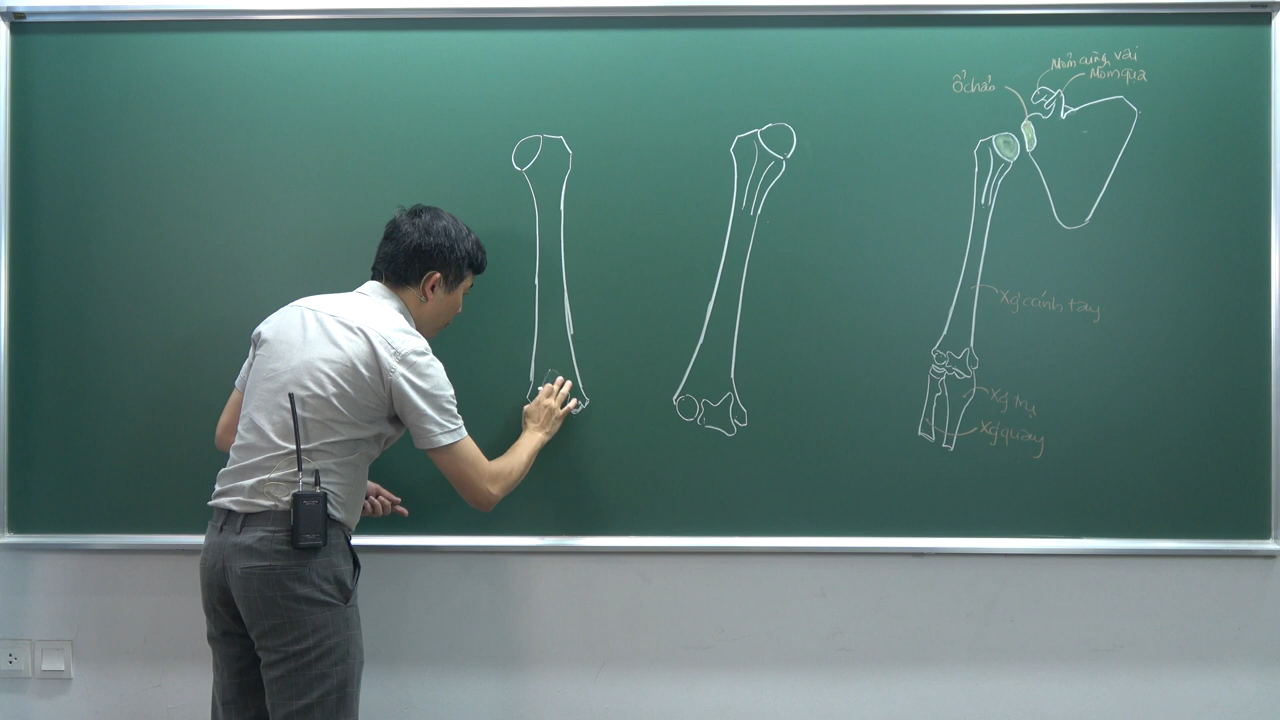 Mỏm cùng vai
Mỏm quạ
Ổ chảo
Xg cánh tay
Xg trụ
Xg quay